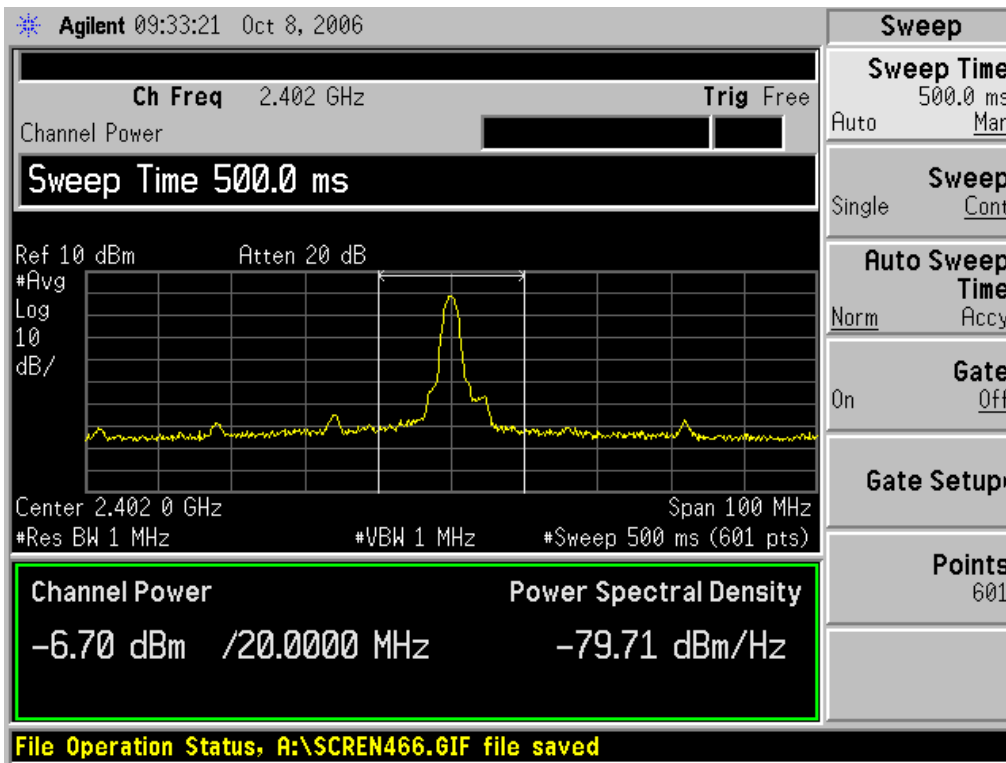 Agilent 09:33:21 Oct 8, 2006
Ch Freq 2.402 GHz Trig Free
Channel Power
Sweep Time 500.0 ms
Ref 10 dBm Atten 20 dB
#Avg
Log
10
dB/
Center 2.402 0 GHz Span 100 MHz
#Res BW 1 MHz #VBW 1 MHz #Sweep 500 ms (601 pts)
Channel Power Power Spectral Density
-6.70 dBm /20.0000 MHz -79.71 dBm/Hz
File Operation Status, A:\SCREN466.GIF file saved
Sweep
Sweep Time
500.0 ms
Auto Man
Sweep
Single Cont
Auto Sweep
Time
Norm Accy
Gate
On Off
Gate Setup
Points
601